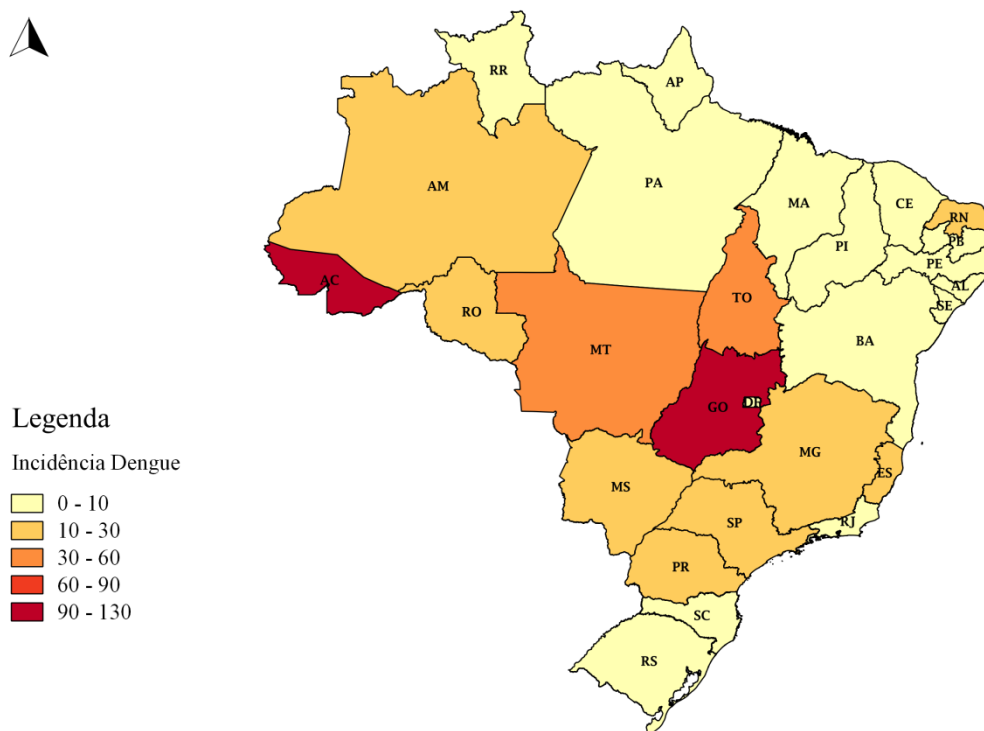 RR
AP
AM
PA
MA
CE
RN
PB
PI
PE
AC
AL
TO
SE
RO
BA
MT
GO
DF
Legenda
MG
Incidência Dengue
ES
MS
0 - 10
RJ
10 - 30
SP
30 - 60
PR
60 - 90
90 - 130
SC
RS